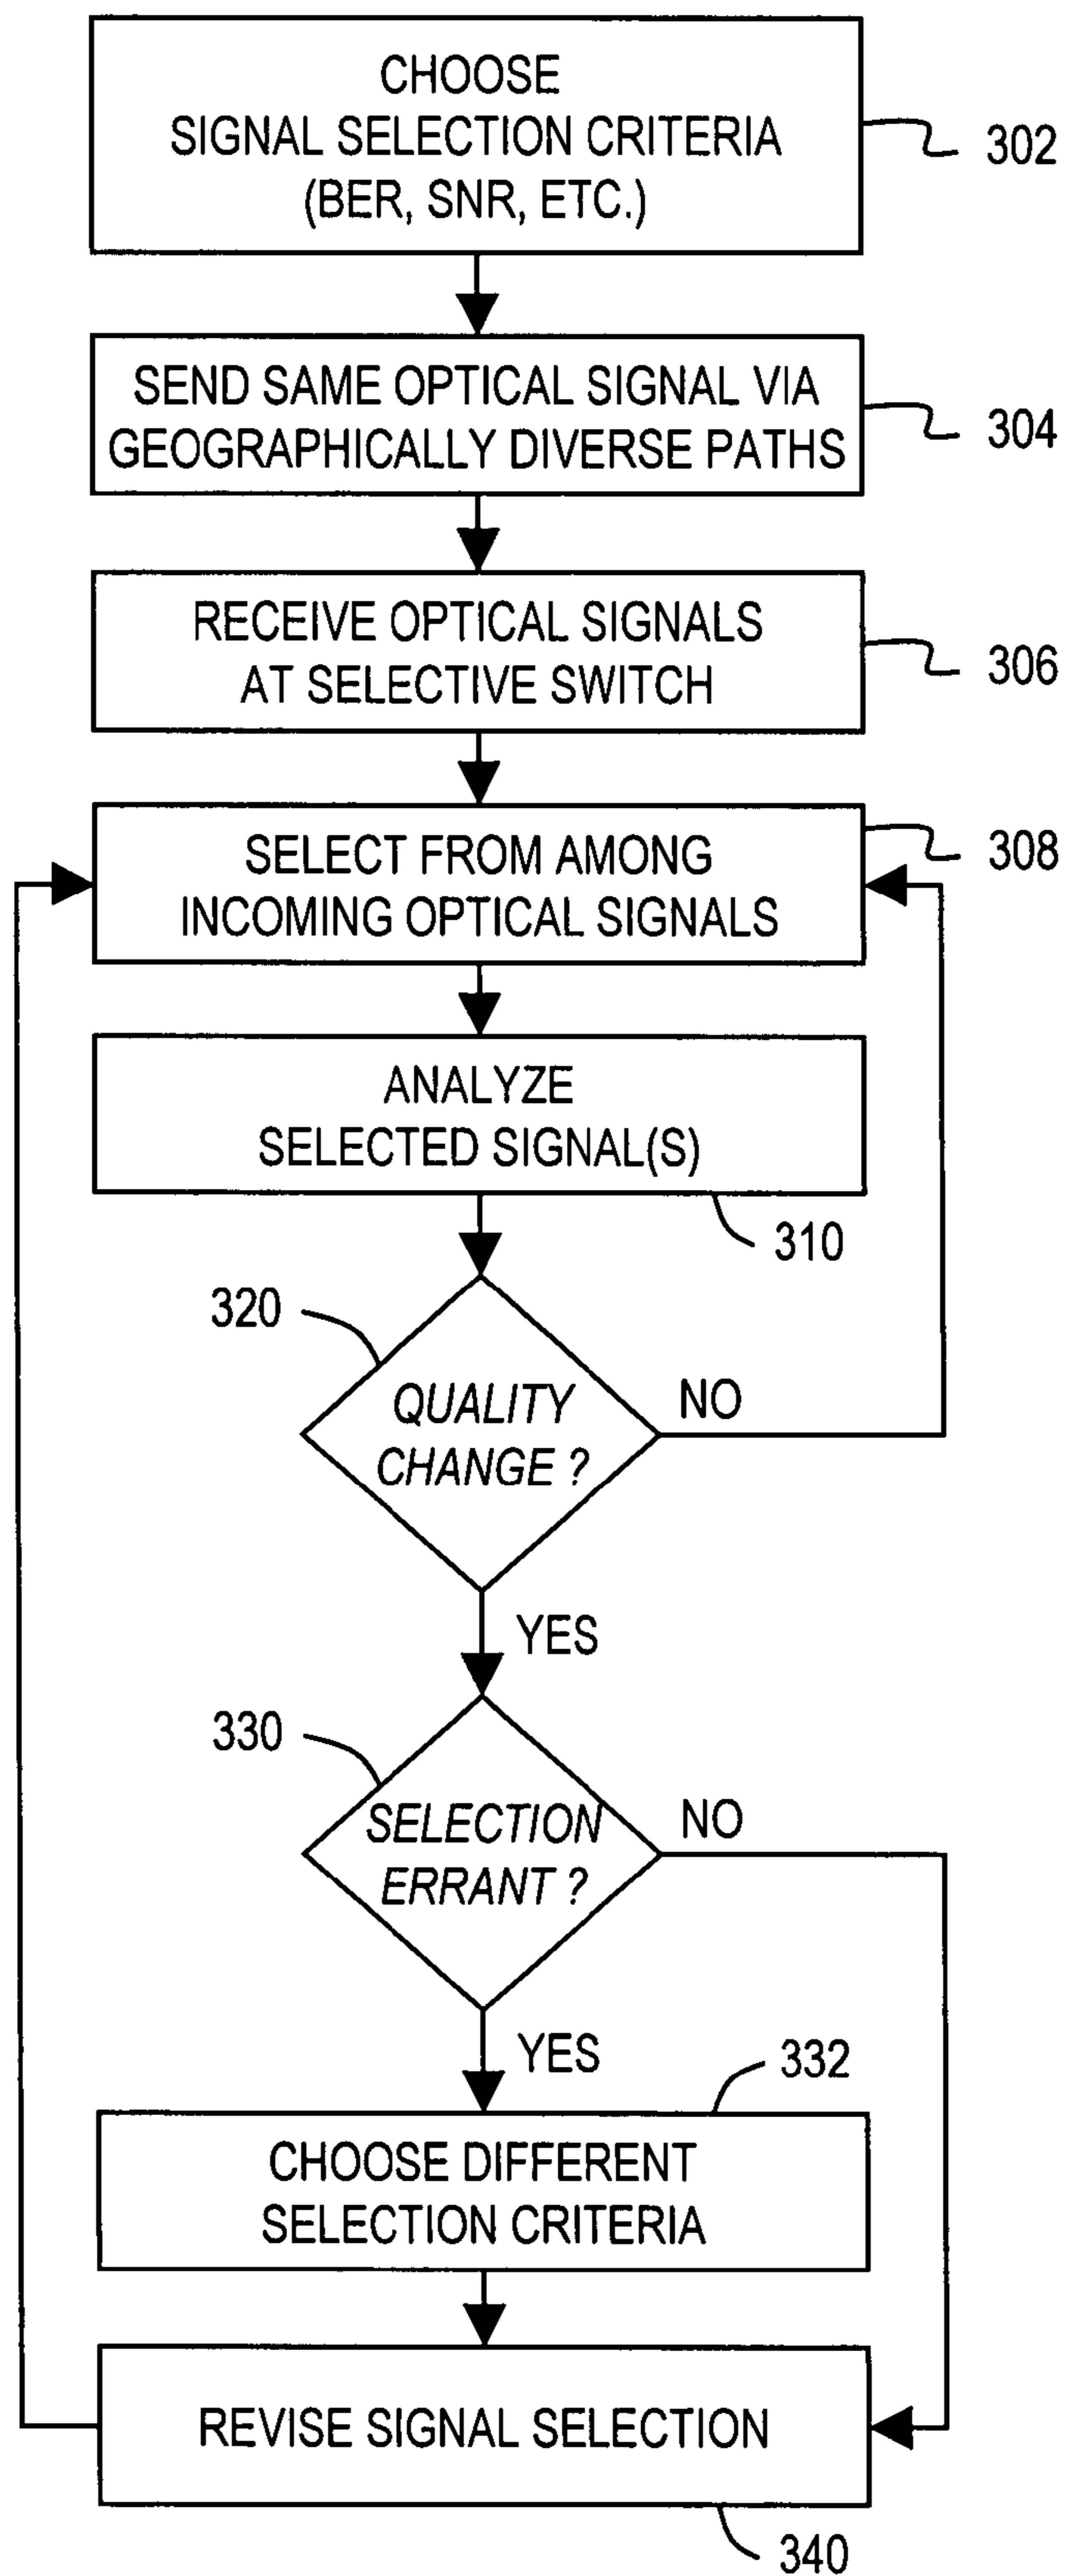 CHOOSE
SIGNAL SELECTION CRITERIA
(BER, SNR, ETC.)
302
SEND SAME OPTICAL SIGNAL VIA
GEOGRAPHICALLY DIVERSE PATHS
304
RECEIVE OPTICAL SIGNALS
AT SELECTIVE SWITCH
306
SELECT FROM AMONG
INCOMING OPTICAL SIGNALS
308
ANALYZE
SELECTED SIGNAL(S)
310
320
QUALITY
CHANGE ?
NO
YES
330
SELECTION
ERRANT ?
NO
YES
332
CHOOSE DIFFERENT
SELECTION CRITERIA
REVISE SIGNAL SELECTION
340